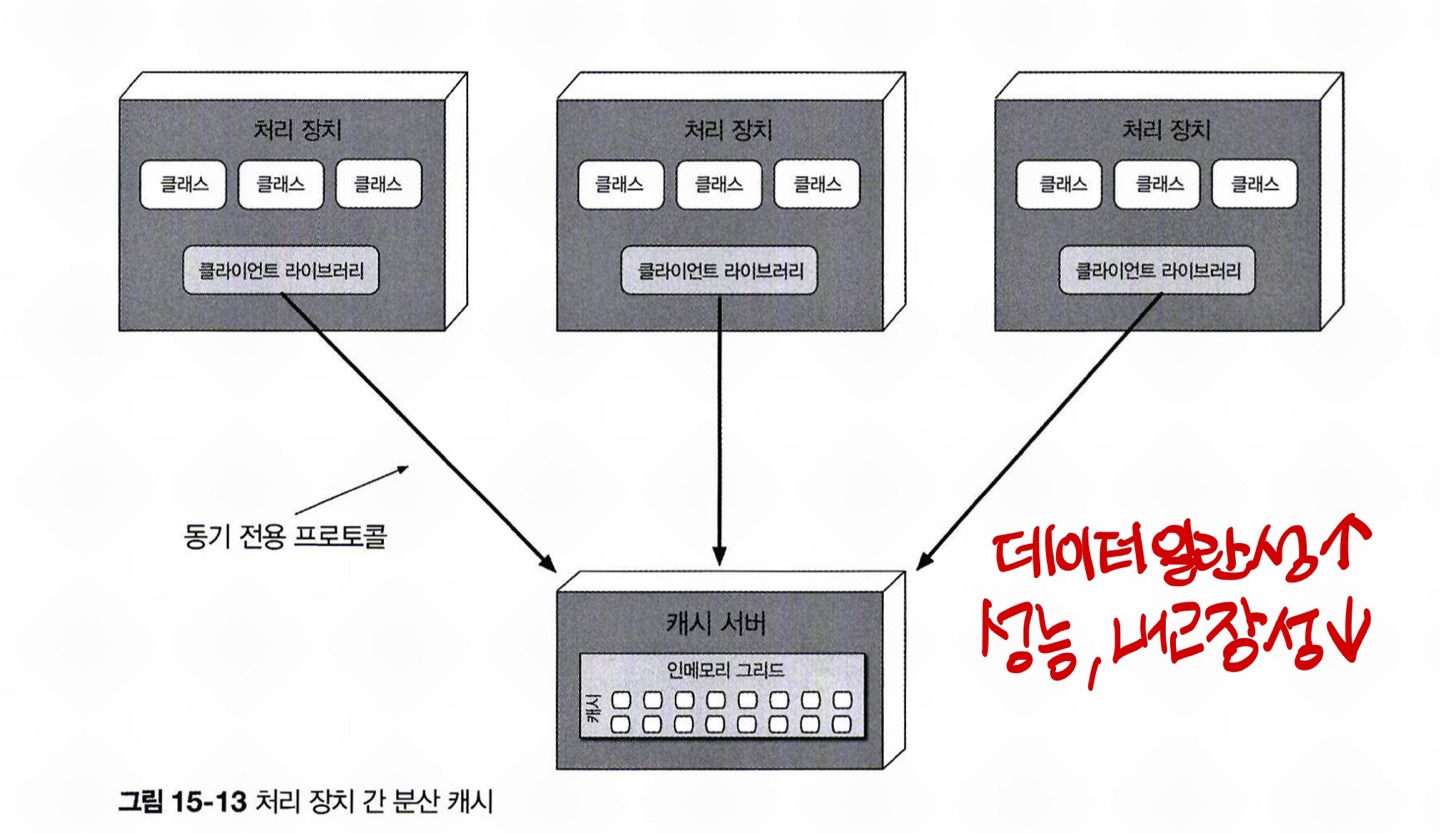 처리 장치
클래스 클래스 클래스
클라이언트 라이브러리
처리 장치
클래스 클래스 클래스
클라이언트 라이브러리
처리 장치
클래스 클래스 클래스
클라이언트 라이브러리
동기 전용 프로토콜
데이터 일관성↑
성능, 내고장성↓
캐시 서버
인메모리 그리드
캐시
그림 15-13 처리 장치 간 분산 캐시